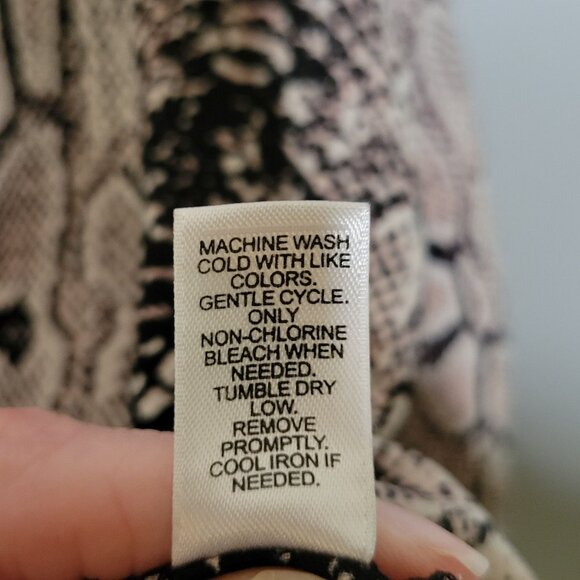 MACHINE WASH
COLD WITH LIKE
COLORS.
GENTLE CYCLE.
ONLY
NON-CHLORINE
BLEACH WHEN
NEEDED.
TUMBLE DRY
LOW.
REMOVE
PROMPTLY.
COOL IRON IF
NEEDED.